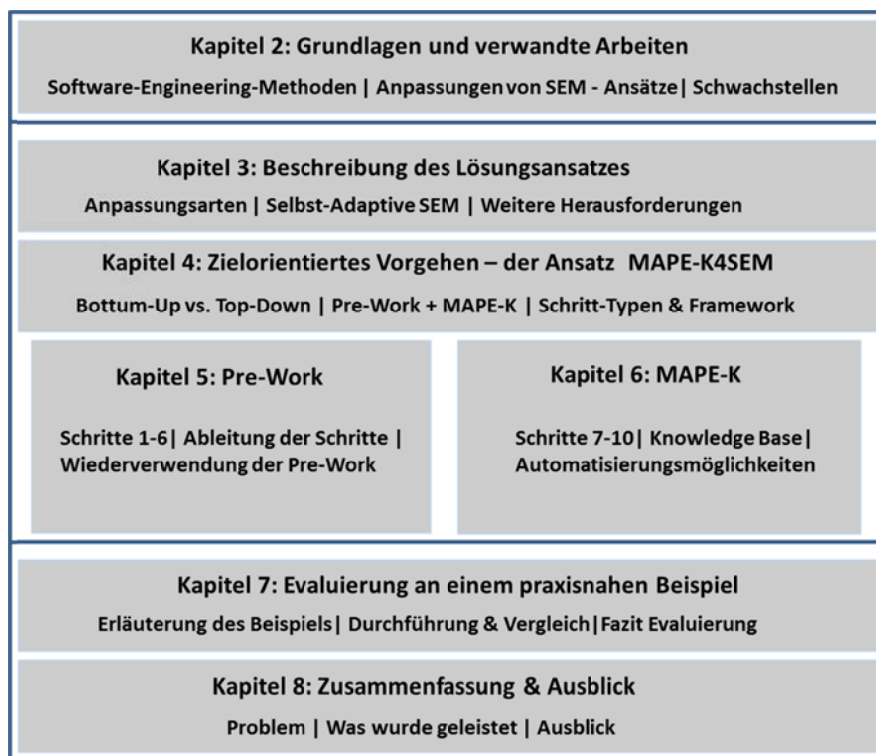 Kapitel 2: Grundlagen und verwandte Arbeiten
Software-Engineering-Methoden | Anpassungen von SEM - Ansätze| Schwachstellen
Kapitel 3: Beschreibung des Lösungsansatzes
Anpassungsarten | Selbst-Adaptive SEM | Weitere Herausforderungen
Kapitel 4: Zielorientiertes Vorgehen – der Ansatz MAPE-K4SEM
Bottum-Up vs. Top-Down | Pre-Work + MAPE-K | Schritt-Typen & Framework
Kapitel 5: Pre-Work
Schritte 1-6| Ableitung der Schritte |
Wiederverwendung der Pre-Work
Kapitel 6: MAPE-K
Schritte 7-10| Knowledge Base|
Automatisierungsmöglichkeiten
Kapitel 7: Evaluierung an einem praxisnahen Beispiel
Erläuterung des Beispiels| Durchführung & Vergleich|Fazit Evaluierung
Kapitel 8: Zusammenfassung & Ausblick
Problem | Was wurde geleistet | Ausblick